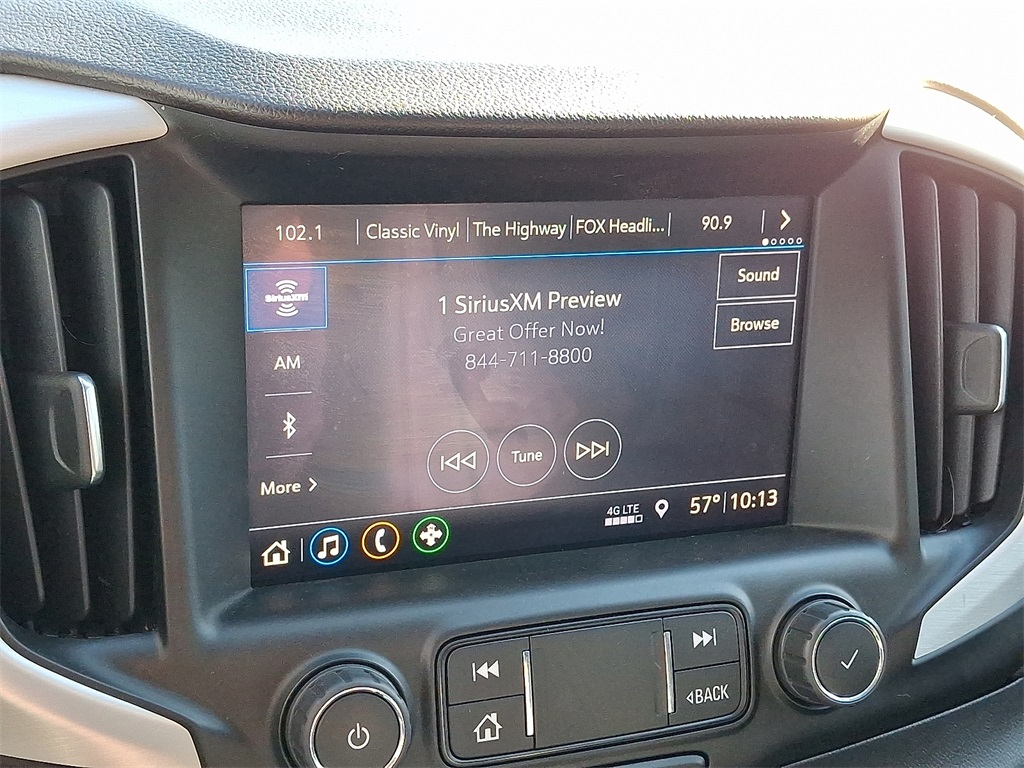 102.1 Classic Vinyl The Highway FOX Headli... 90.9
SiriusXM
1 SiriusXM Preview
Great Offer Now!
844-711-8800
Sound
Browse
AM
More
Tune
4G LTE
57° 10:13
BACK